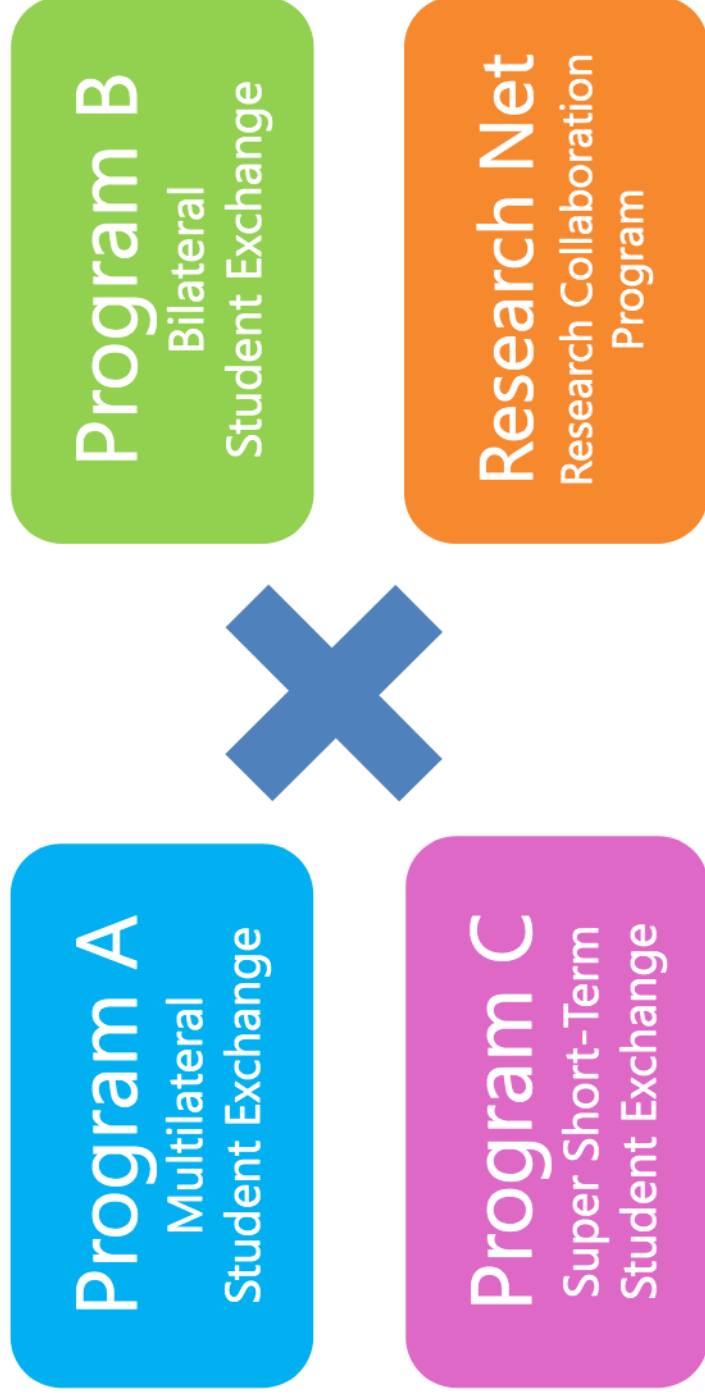 Program A
Multilateral
Student Exchange
Program B
Bilateral
Student Exchange
Program C
Super Short-Term
Student Exchange
Research Net
Research Collaboration
Program